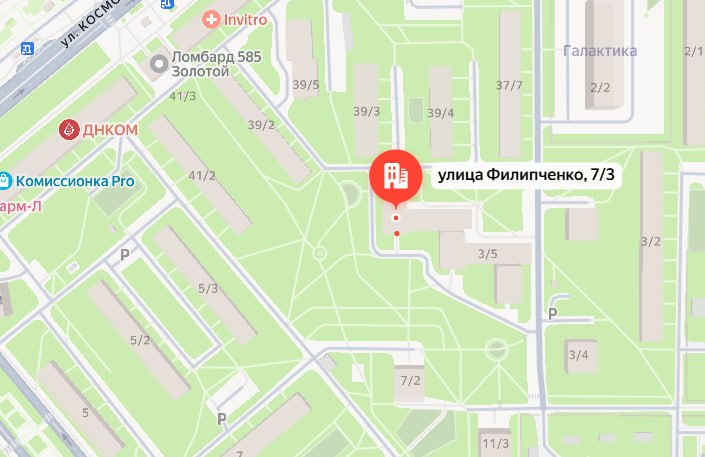 Invitro
ул. КОСМО
Ломбард 585
Золотой
Галактика
2/1
39/5
37/7
2/2
41/3
39/3
39/4
ДНКОМ
39/2
41/2
Комиссионка Pro
улица Филипченко, 7/3
арм-Л
3/2
P
3/5
5/3
P
5/2
3/4
7/2
5
P
7
11/3